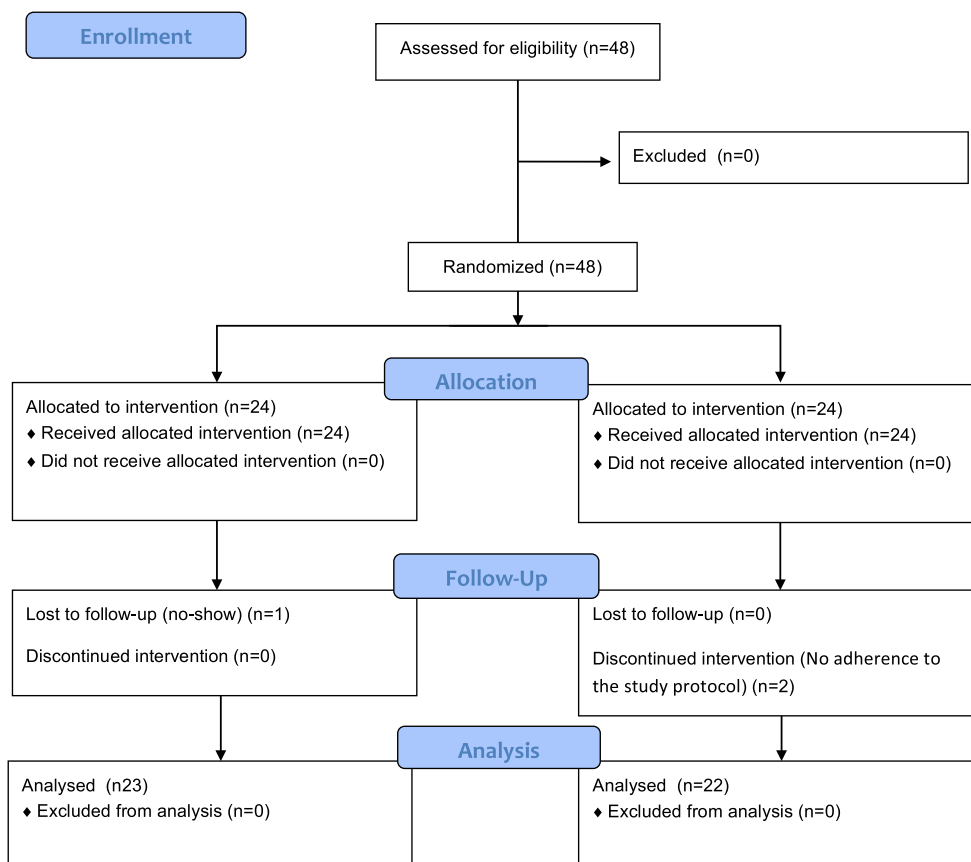 Enrollment
Assessed for eligibility (n=48)
Excluded (n=0)
Randomized (n=48)
Allocation
Allocated to intervention (n=24)
♦ Received allocated intervention (n=24)
♦ Did not receive allocated intervention (n=0)
Allocated to intervention (n=24)
♦ Received allocated intervention (n=24)
♦ Did not receive allocated intervention (n=0)
Follow-Up
Lost to follow-up (no-show) (n=1)
Discontinued intervention (n=0)
Lost to follow-up (n=0)
Discontinued intervention (No adherence to
the study protocol) (n=2)
Analysis
Analysed (n23)
♦ Excluded from analysis (n=0)
Analysed (n=22)
♦ Excluded from analysis (n=0)